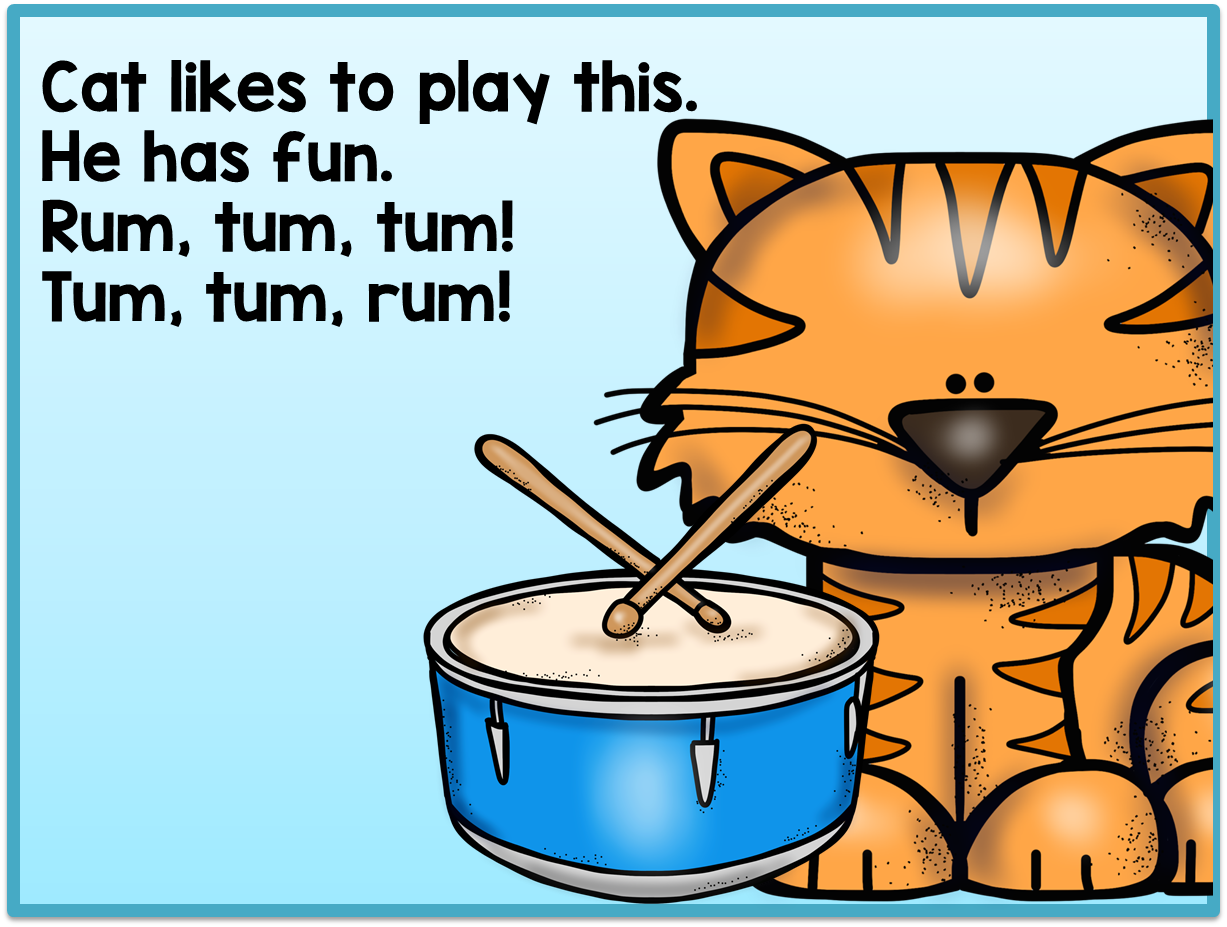 Cat likes to play this.
He has fun.
Rum, tum, tum!
Tum, tum, rum!